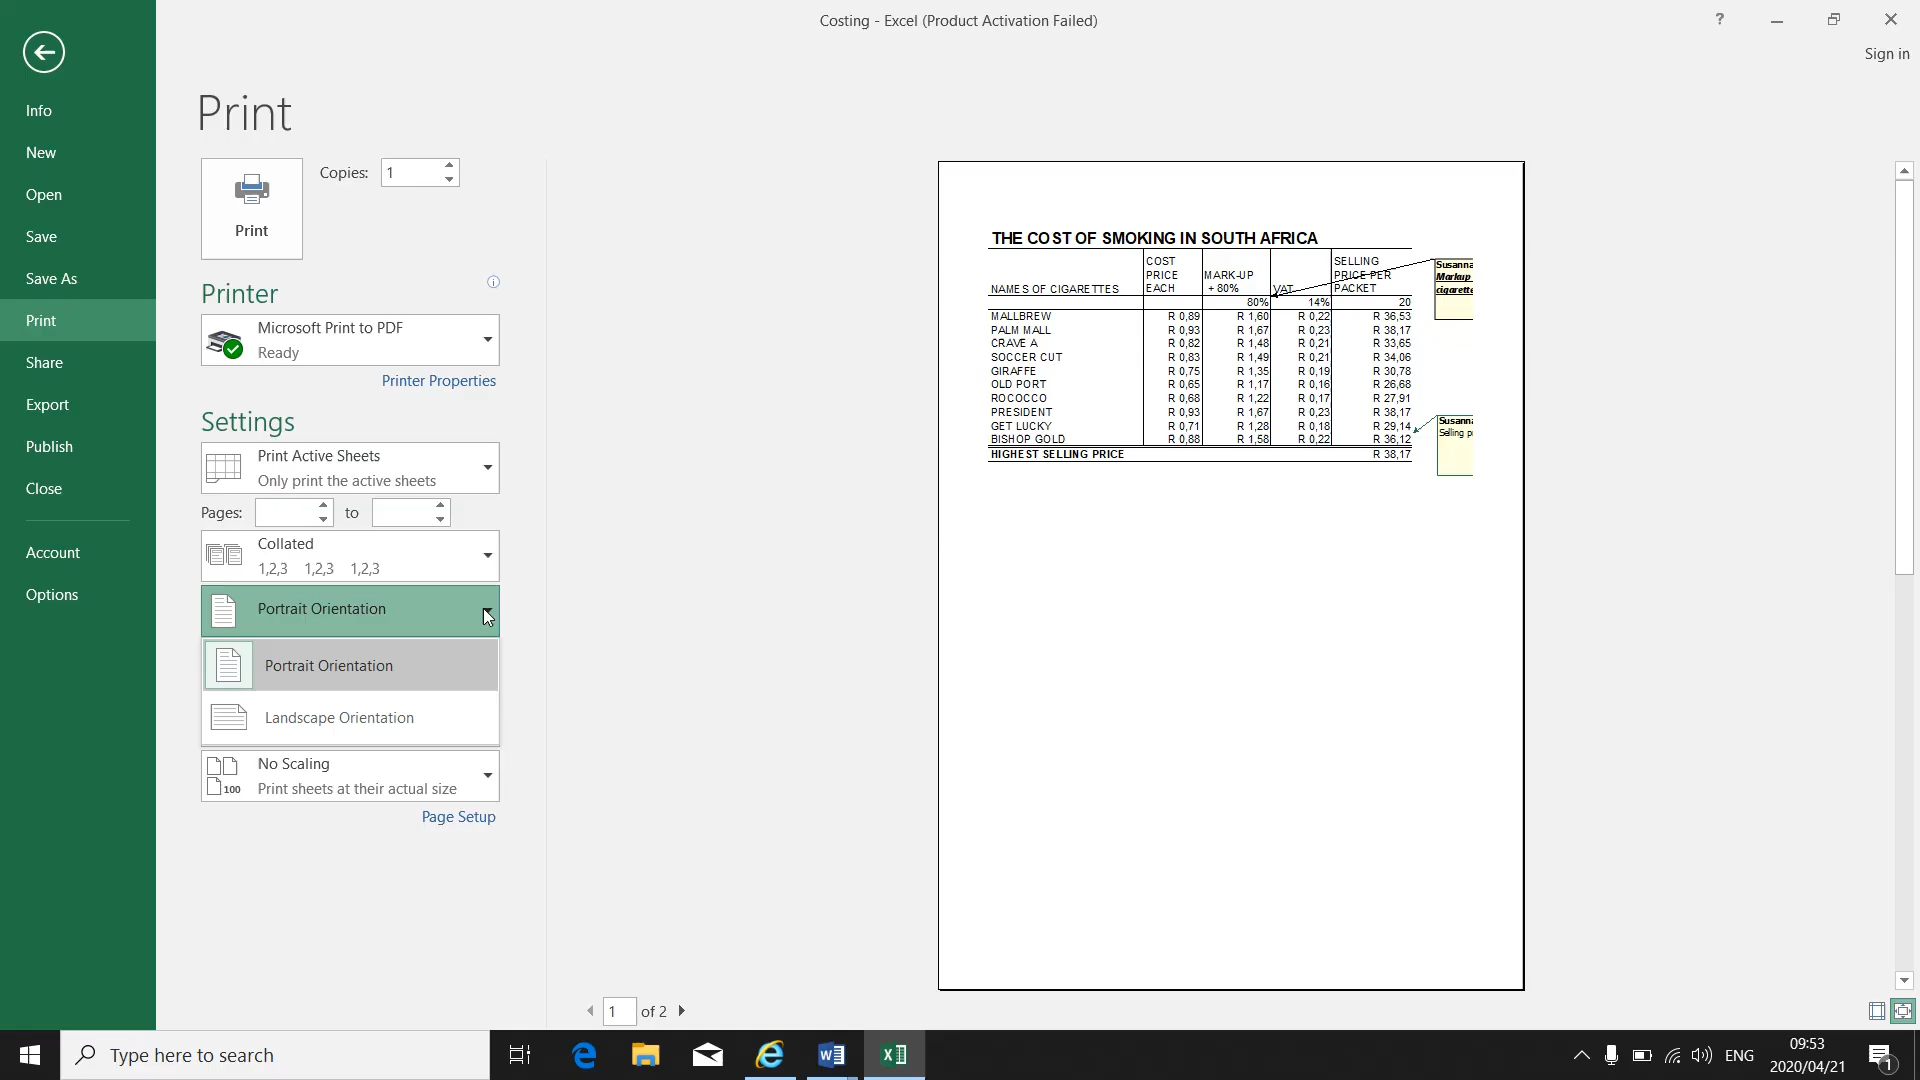 Costing - Excel (Product Activation Failed)
?
Sign in
Info
New
Open
Save
Save As
Print
Share
Export
Publish
Close
Account
Options
Print
Print
Copies: 1
Printer
Microsoft Print to PDF
Ready
Printer Properties
Settings
Print Active Sheets
Only print the active sheets
Pages: to
Collated
1,2,3 1,2,3 1,2,3
Portrait Orientation
Portrait Orientation
Landscape Orientation
No Scaling
100
Print sheets at their actual size
Page Setup
THE COST OF SMOKING IN SOUTH AFRICA
NAMES OF CIGARETTES
COST PRICE EACH
MARK-UP + 80%
VAT
SELLING PRICE PER PACKET
80% 14% 20
MALLBREW R 0,89 R 1,60 R 0,22 R 36,53
PALM MALL R 0,93 R 1,67 R 0,23 R 38,17
CRAVE A R 0,82 R 1,48 R 0,21 R 33,65
SOCCER CUT R 0,83 R 1,49 R 0,21 R 34,06
GIRAFFE R 0,75 R 1,35 R 0,19 R 30,78
OLD PORT R 0,65 R 1,17 R 0,16 R 26,68
ROCOCCO R 0,68 R 1,22 R 0,17 R 27,91
PRESIDENT R 0,93 R 1,67 R 0,23 R 38,17
GET LUCKY R 0,71 R 1,28 R 0,18 R 29,14
BISHOP GOLD R 0,88 R 1,58 R 0,22 R 36,12
HIGHEST SELLING PRICE R 38,17
Susanna
Markup
cigarette
Susanna
Selling p
1 of 2
Type here to search
ENG
09:53
2020/04/21
1